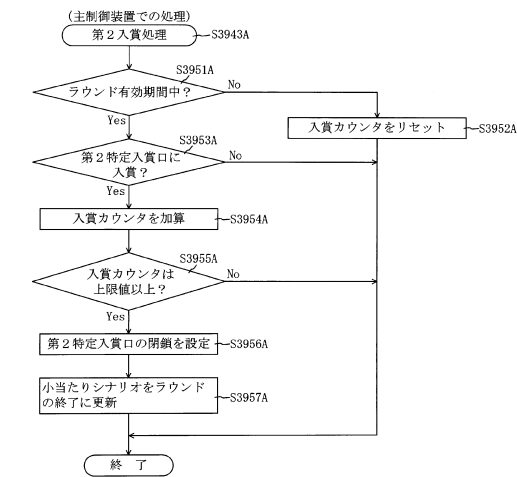 (主制御装置での処理)
第２入賞処理
S3943A
S3951A
ラウンド有効期間中？
No
Yes
入賞カウンタをリセット
S3952A
S3953A
第２特定入賞口に
入賞？
No
Yes
入賞カウンタを加算
S3954A
S3955A
入賞カウンタは
上限値以上？
No
Yes
第２特定入賞口の閉鎖を設定
S3956A
小当たりシナリオをラウンド
の終了に更新
S3957A
終 了